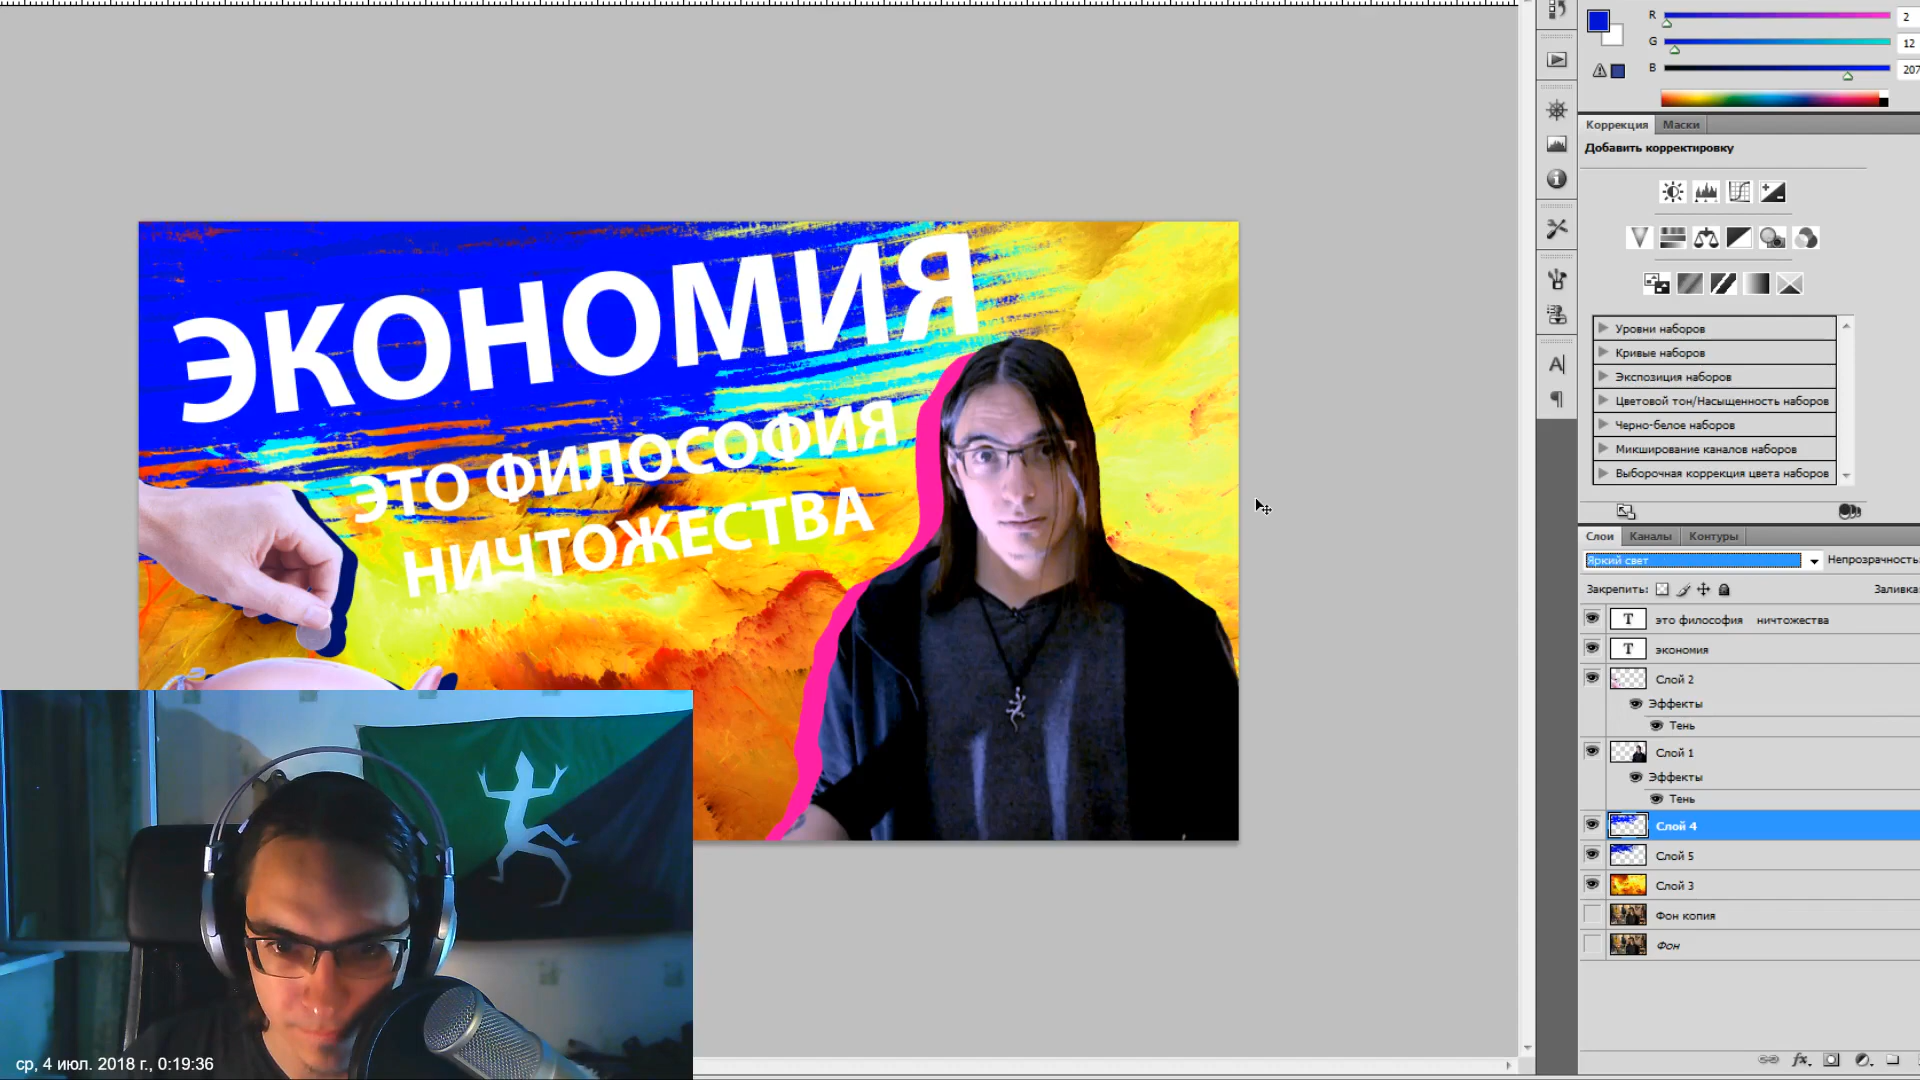 R 2
G 12
B 207
Коррекция Маски
Добавить корректировку
ЭКОНОМИЯ
ЭТО ФИЛОСОФИЯ
НИЧТОЖЕСТВА
Уровни наборов
Кривые наборов
Экспозиция наборов
Цветовой тон/Насыщенность наборов
Черно-белое наборов
Микширование каналов наборов
Выборочная коррекция цвета наборов
Слои Каналы Контуры
Яркий свет Непрозрачность:
Закрепить: Заливка:
T это философия ничтожества
T экономия
Слой 2
Эффекты
Тень
Слой 1
Эффекты
Тень
Слой 4
Слой 5
Слой 3
Фон копия
Фон
fx
ср, 4 июл. 2018 г., 0:19:36